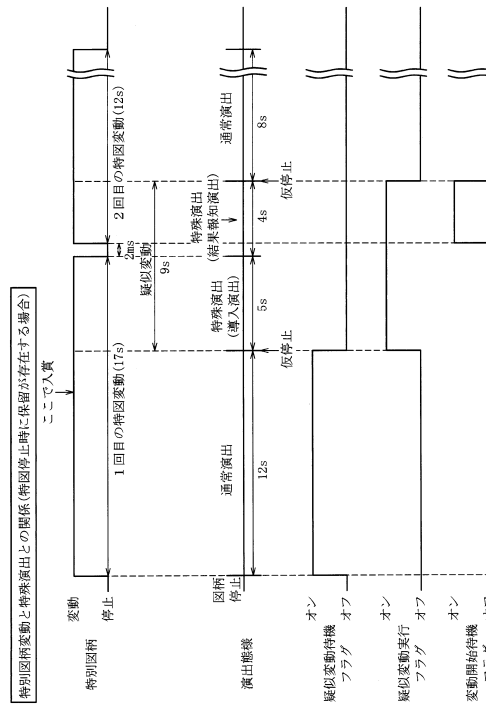 特別図柄変動と特殊演出との関係(特図停止時に保留が存在する場合)
ここで入賞
変動
停止
特別図柄
1回目の特図変動(17s)
2ms
2回目の特図変動(12s)
疑似変動
9s
図柄
停止
演出態様
通常演出
12s
特殊演出
(導入演出)
5s
特殊演出
(結果報知演出)
4s
通常演出
8s
仮停止
仮停止
オン
オフ
疑似変動待機
フラグ
オン
オフ
疑似変動実行
フラグ
オン
変動開始待機